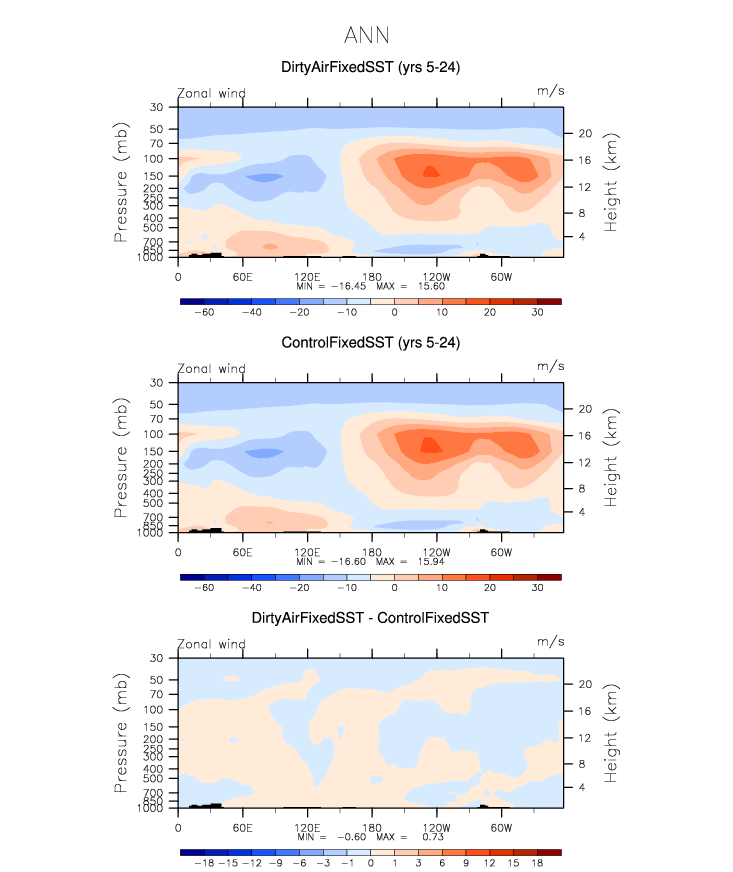 ANN
DirtyAirFixedSST (yrs 5-24)
Zonal wind m/s
Pressure (mb)
30
50
70
100
150
200
250
300
400
500
700
850
1000
Height (km)
20
16
12
8
4
0 60E 120E 180 120W 60W
MIN = -16.45 MAX = 15.60
-60 -40 -20 -10 0 10 20 30
ControlFixedSST (yrs 5-24)
Zonal wind m/s
Pressure (mb)
30
50
70
100
150
200
250
300
400
500
700
850
1000
Height (km)
20
16
12
8
4
0 60E 120E 180 120W 60W
MIN = -16.60 MAX = 15.94
-60 -40 -20 -10 0 10 20 30
DirtyAirFixedSST - ControlFixedSST
Zonal wind m/s
Pressure (mb)
30
50
70
100
150
200
250
300
400
500
700
850
1000
Height (km)
20
16
12
8
4
0 60E 120E 180 120W 60W
MIN = -0.60 MAX = 0.73
-18 -15 -12 -9 -6 -3 -1 0 1 3 6 9 12 15 18